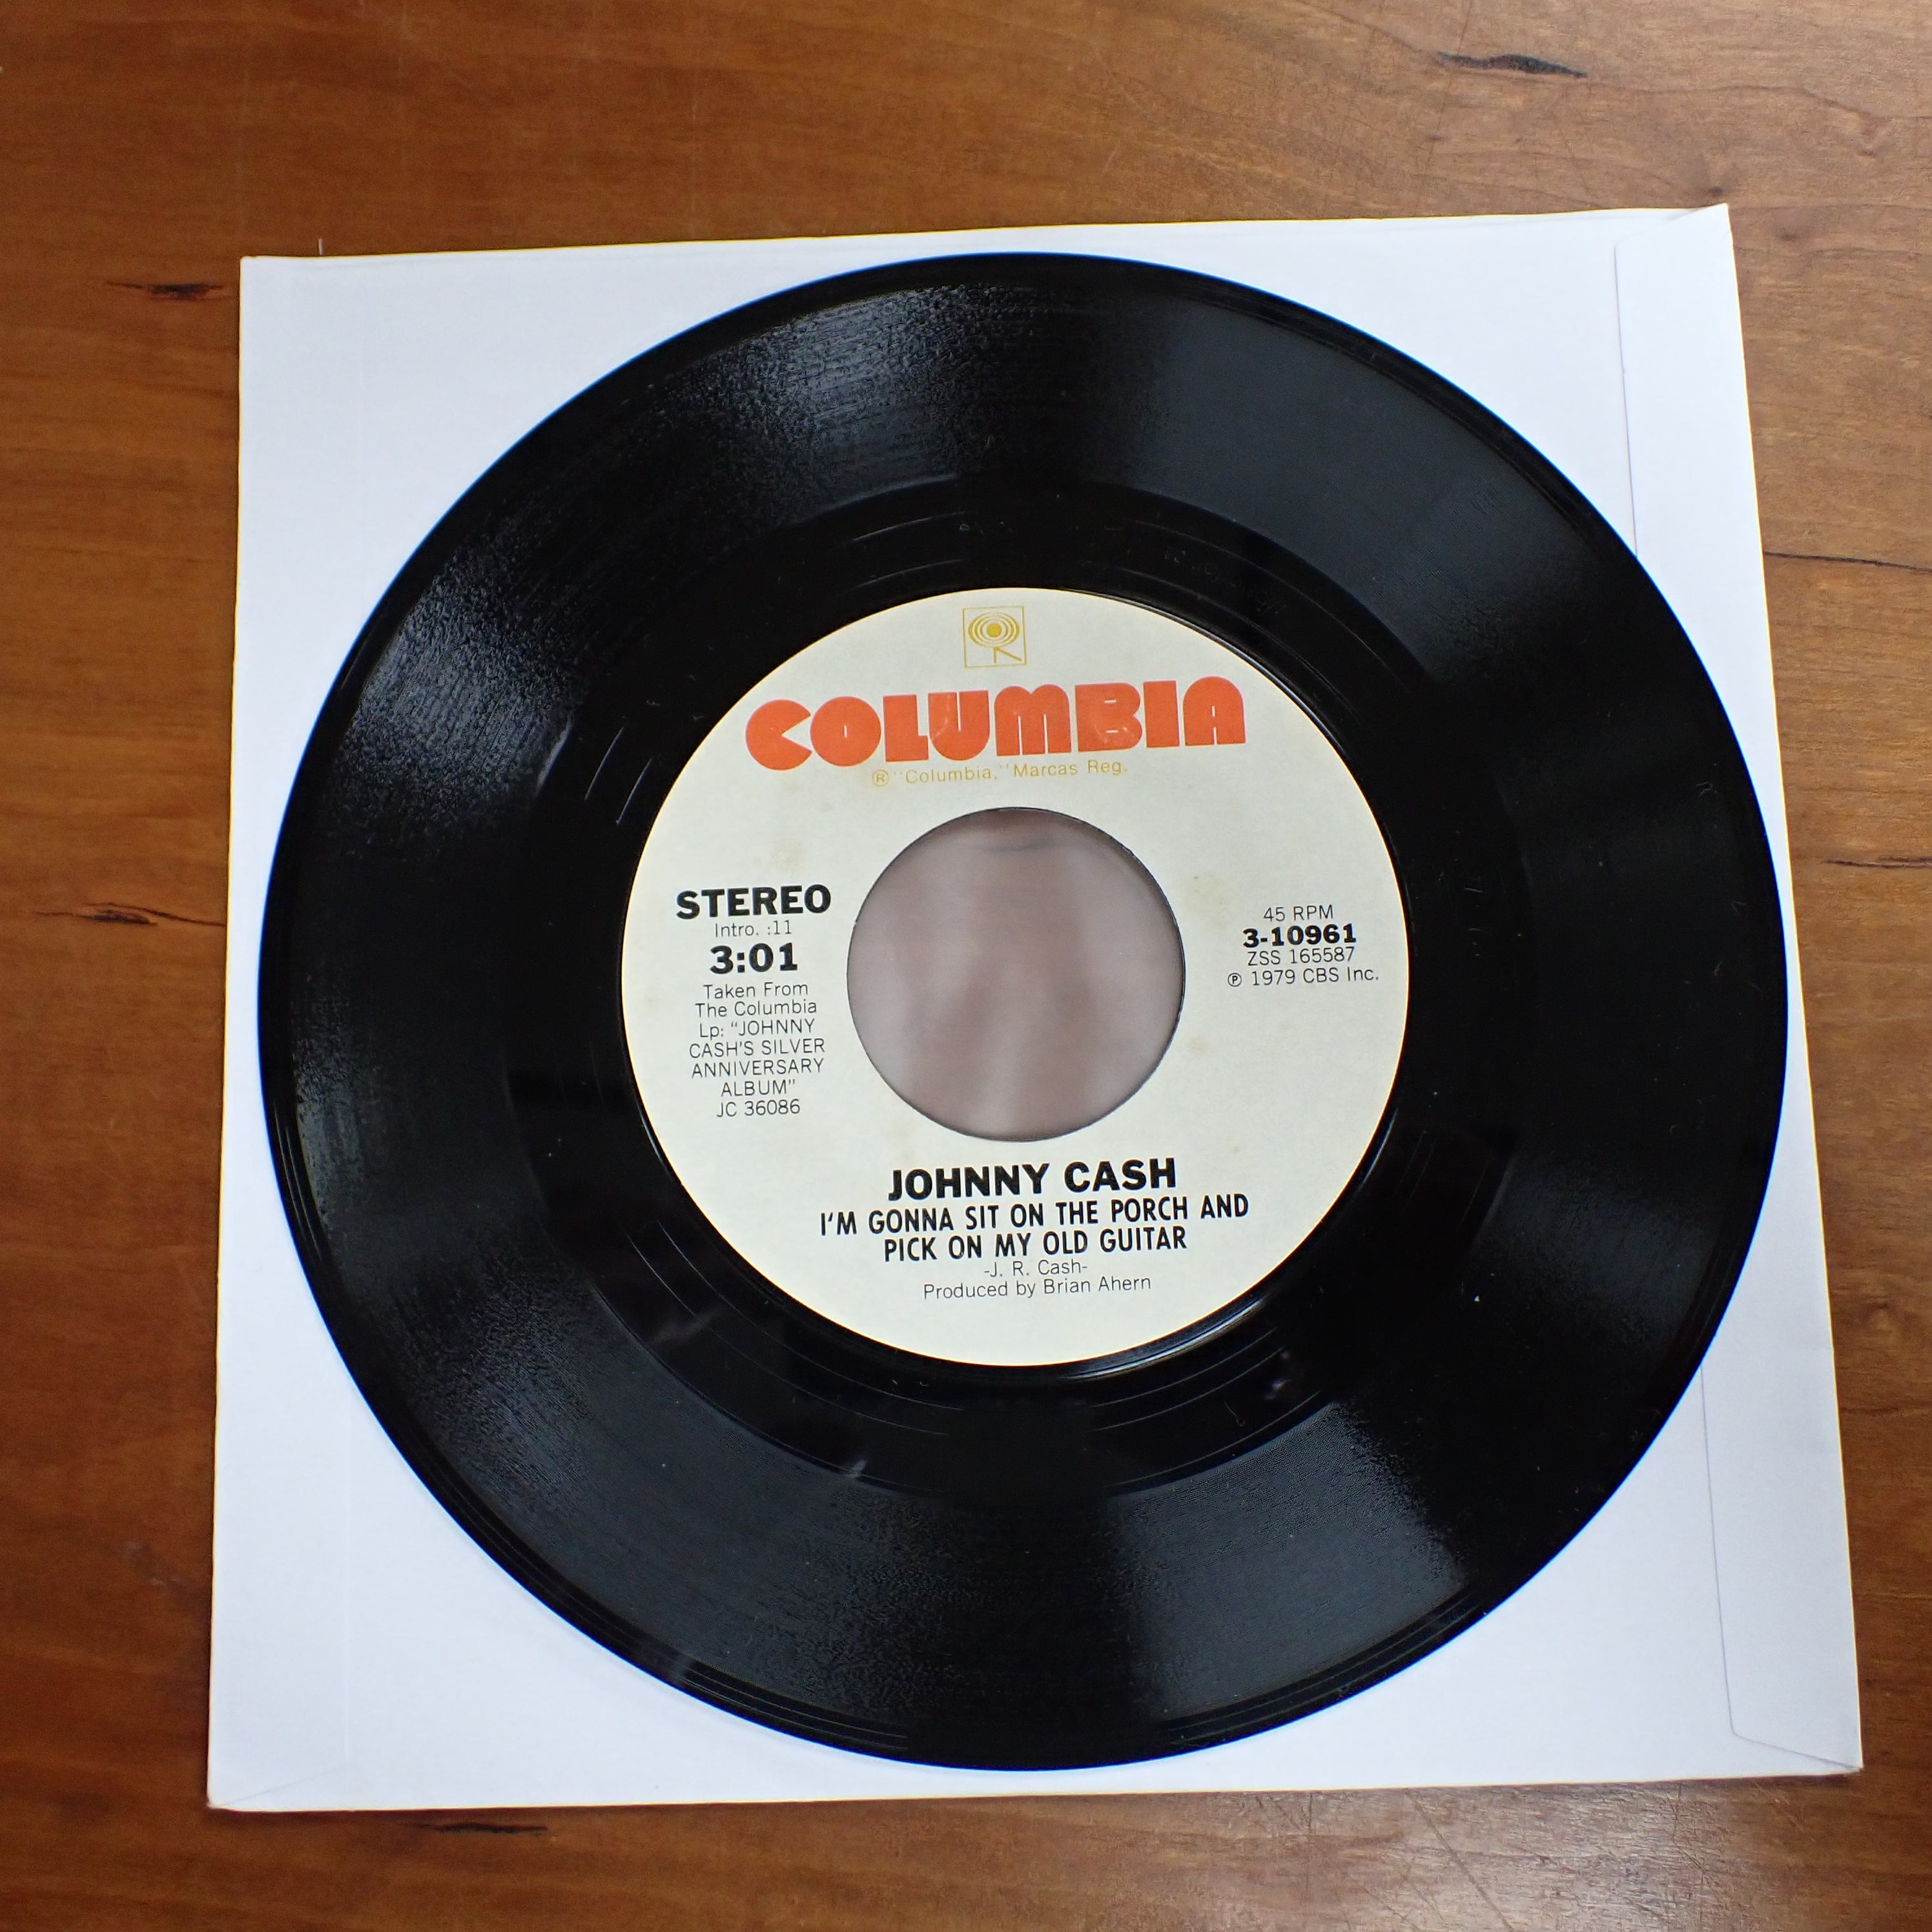 COLUMBIA
® "Columbia," Marcas Reg.
STEREO
Intro. :11
3:01
Taken From
The Columbia
Lp: "JOHNNY
CASH'S SILVER
ANNIVERSARY
ALBUM"
JC 36086
45 RPM
3-10961
ZSS 165587
℗ 1979 CBS Inc.
JOHNNY CASH
I'M GONNA SIT ON THE PORCH AND
PICK ON MY OLD GUITAR
-J. R. Cash-
Produced by Brian Ahern